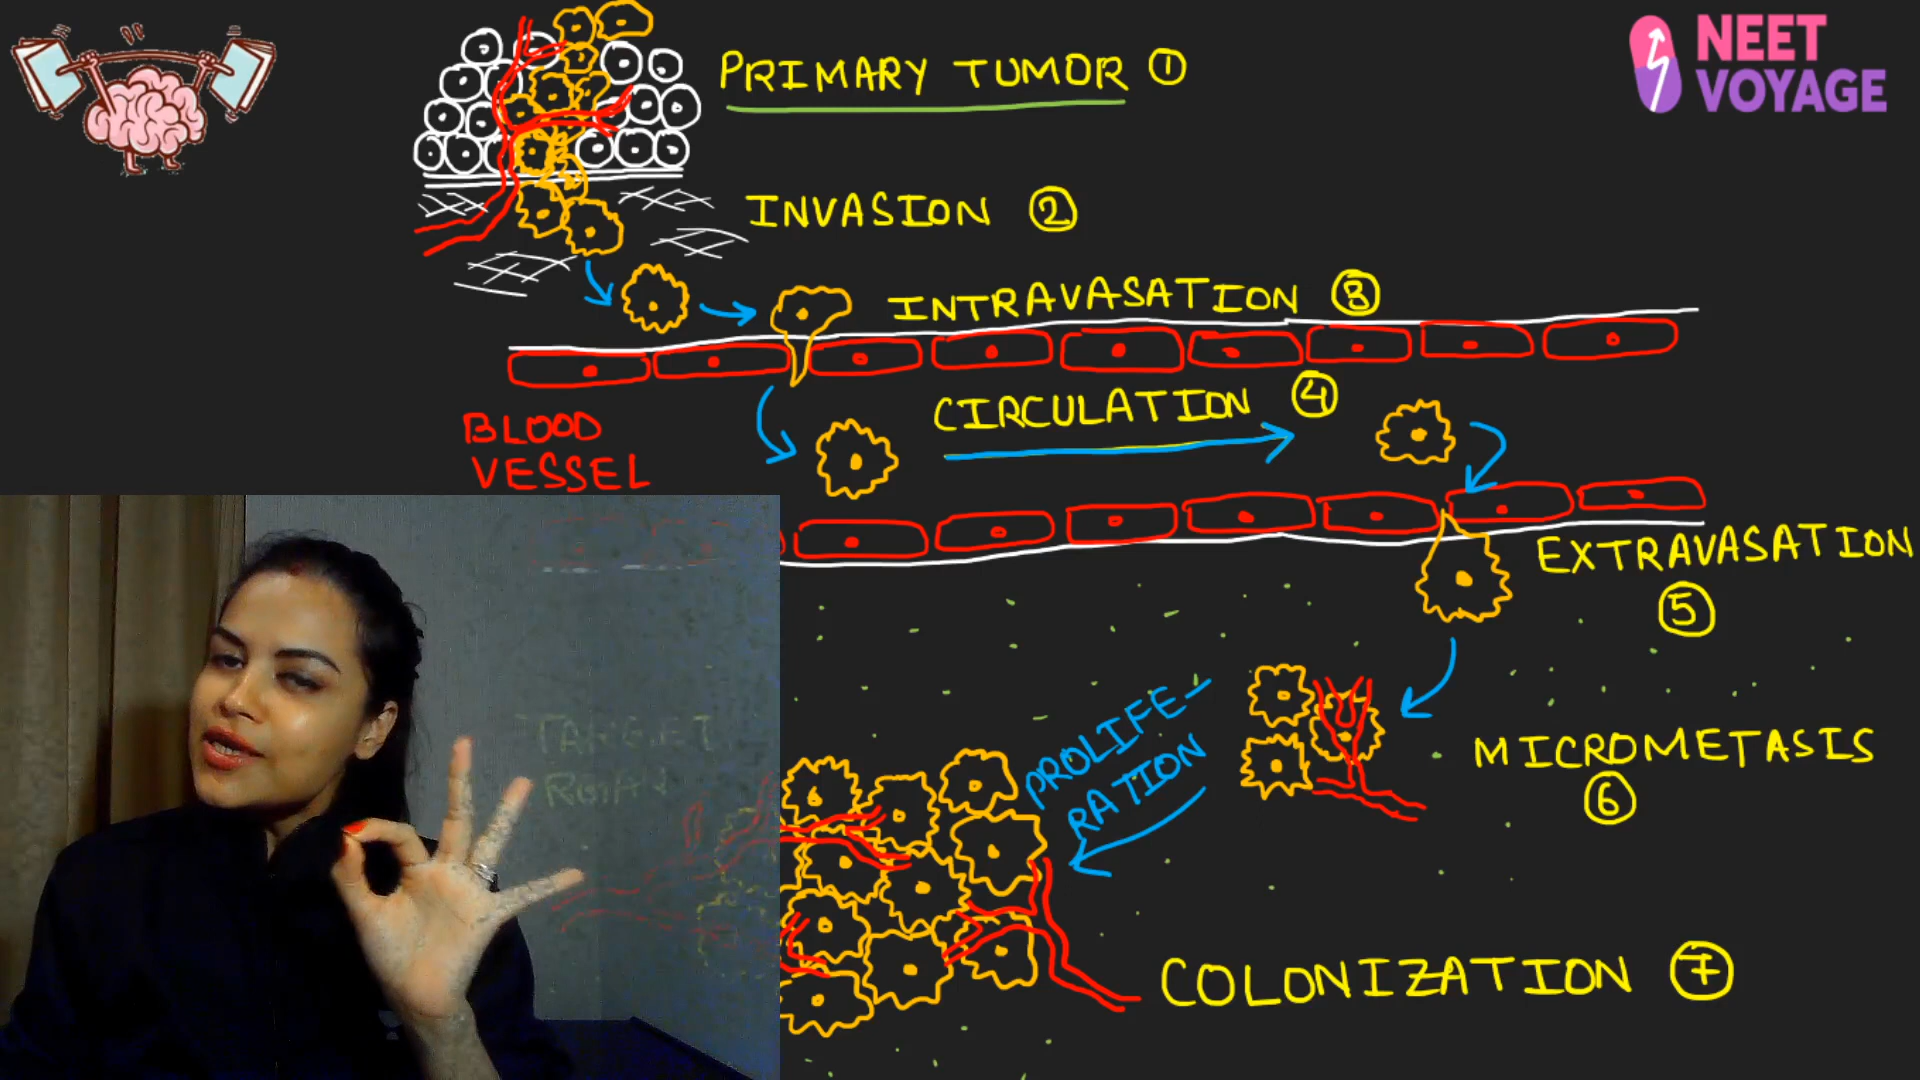 NEET
VOYAGE
PRIMARY TUMOR 1
INVASION 2
INTRAVASATION 3
CIRCULATION 4
BLOOD
VESSEL
EXTRAVASATION
5
PROLIFE-
RATION
MICROMETASIS
6
COLONIZATION 7
TARGET